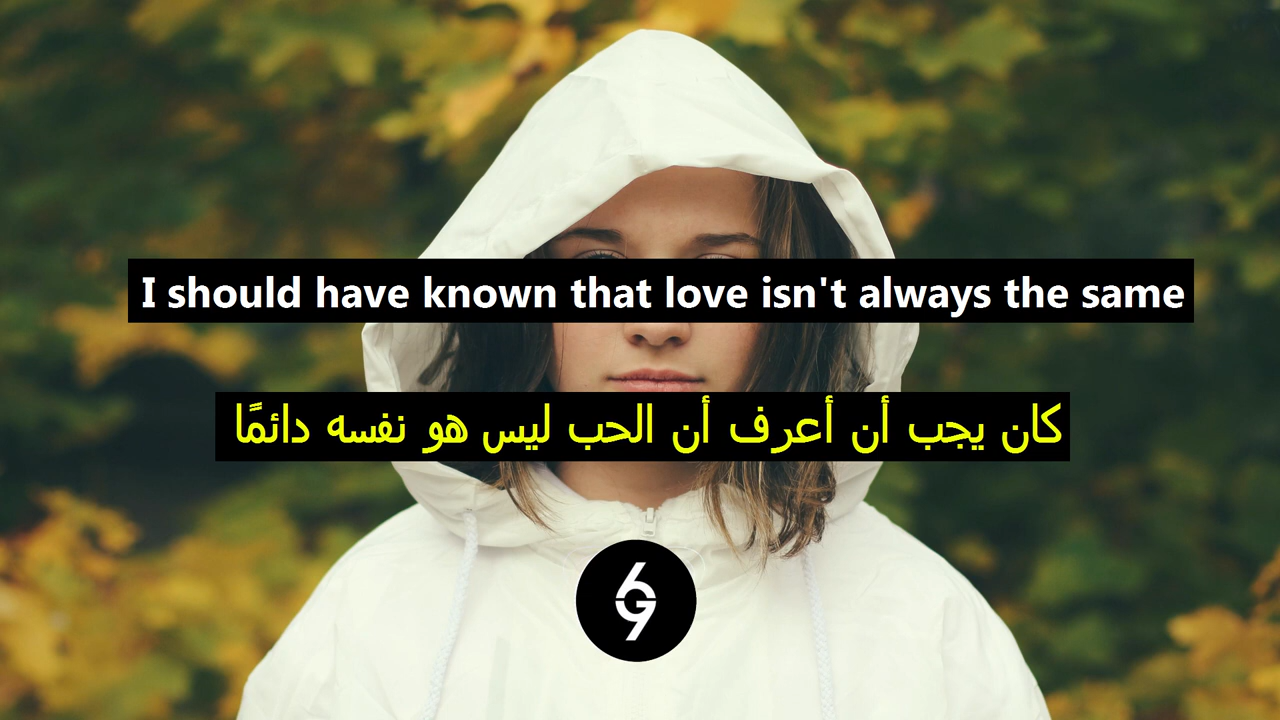 I should have known that love isn't always the same
كان يجب أن أعرف أن الحب ليس هو نفسه دائمًا
6G9